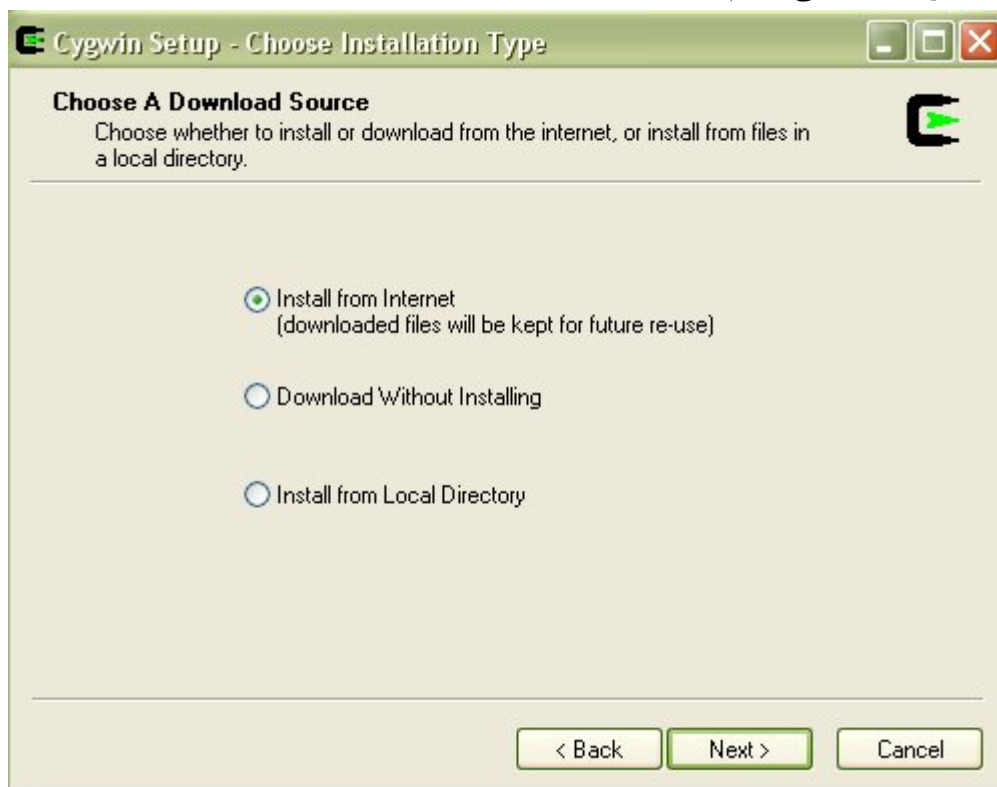 Cygwin Setup - Choose Installation Type
Choose A Download Source
Choose whether to install or download from the internet, or install from files in
a local directory.
Install from Internet
(downloaded files will be kept for future re-use)
Download Without Installing
Install from Local Directory
< Back
Next >
Cancel